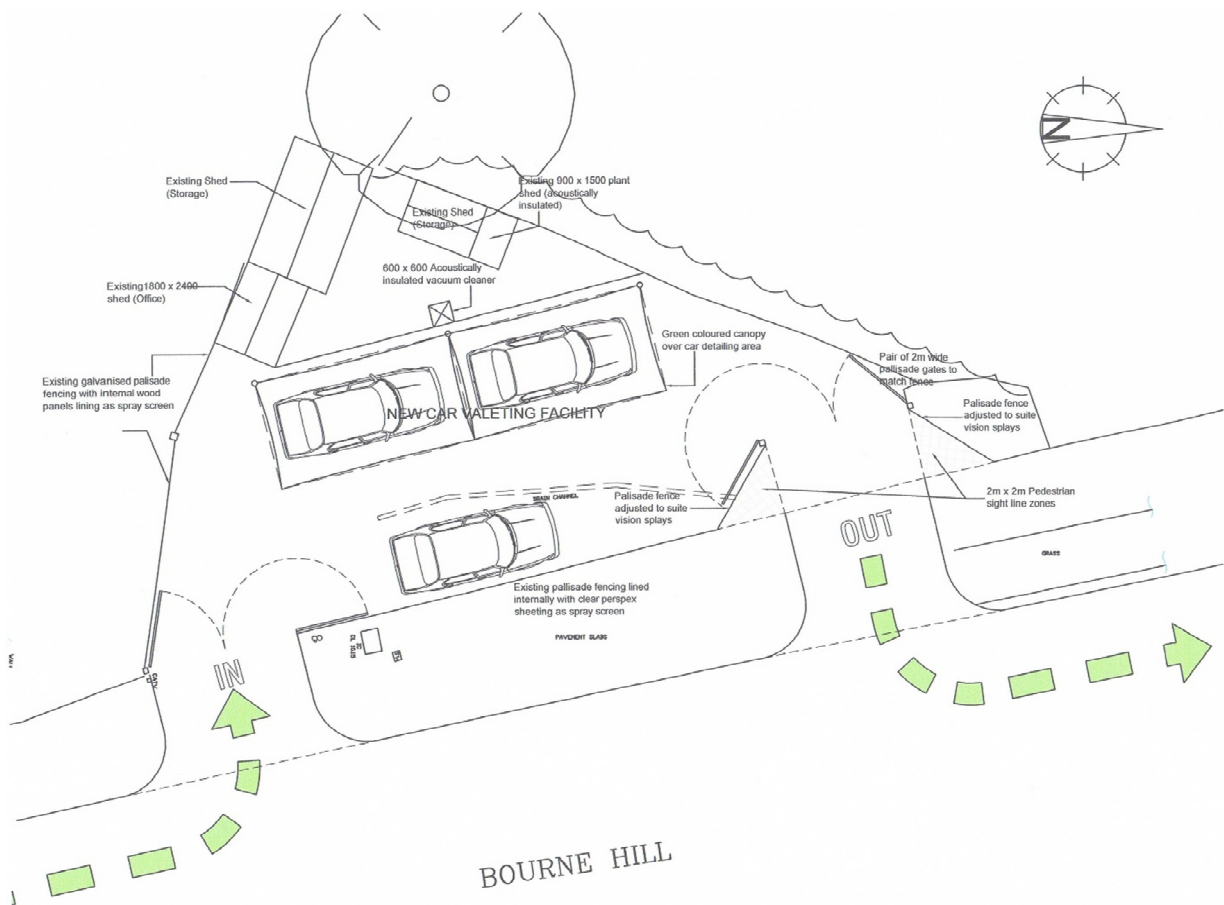 N
Existing Shed
(Storage)
Existing 900 x 1500 plant
shed (acoustically
insulated)
Existing Shed
(Storage)
600 x 600 Acoustically
insulated vacuum cleaner
Existing1800 x 2400
shed (Office)
Green coloured canopy
over car detailing area
Pair of 2m wide
pallisade gates to
match fence
Existing galvanised palisade
fencing with internal wood
panels lining as spray screen
NEW CAR VALETING FACILITY
Palisade fence
adjusted to suite
vision splays
DRAIN CHANNEL
Palisade fence
adjusted to suite
vision splays
2m x 2m Pedestrian
sight line zones
OUT
GRASS
Existing pallisade fencing lined
internally with clear perspex
sheeting as spray screen
PAVEMENT SLABS
IN
BOURNE HILL